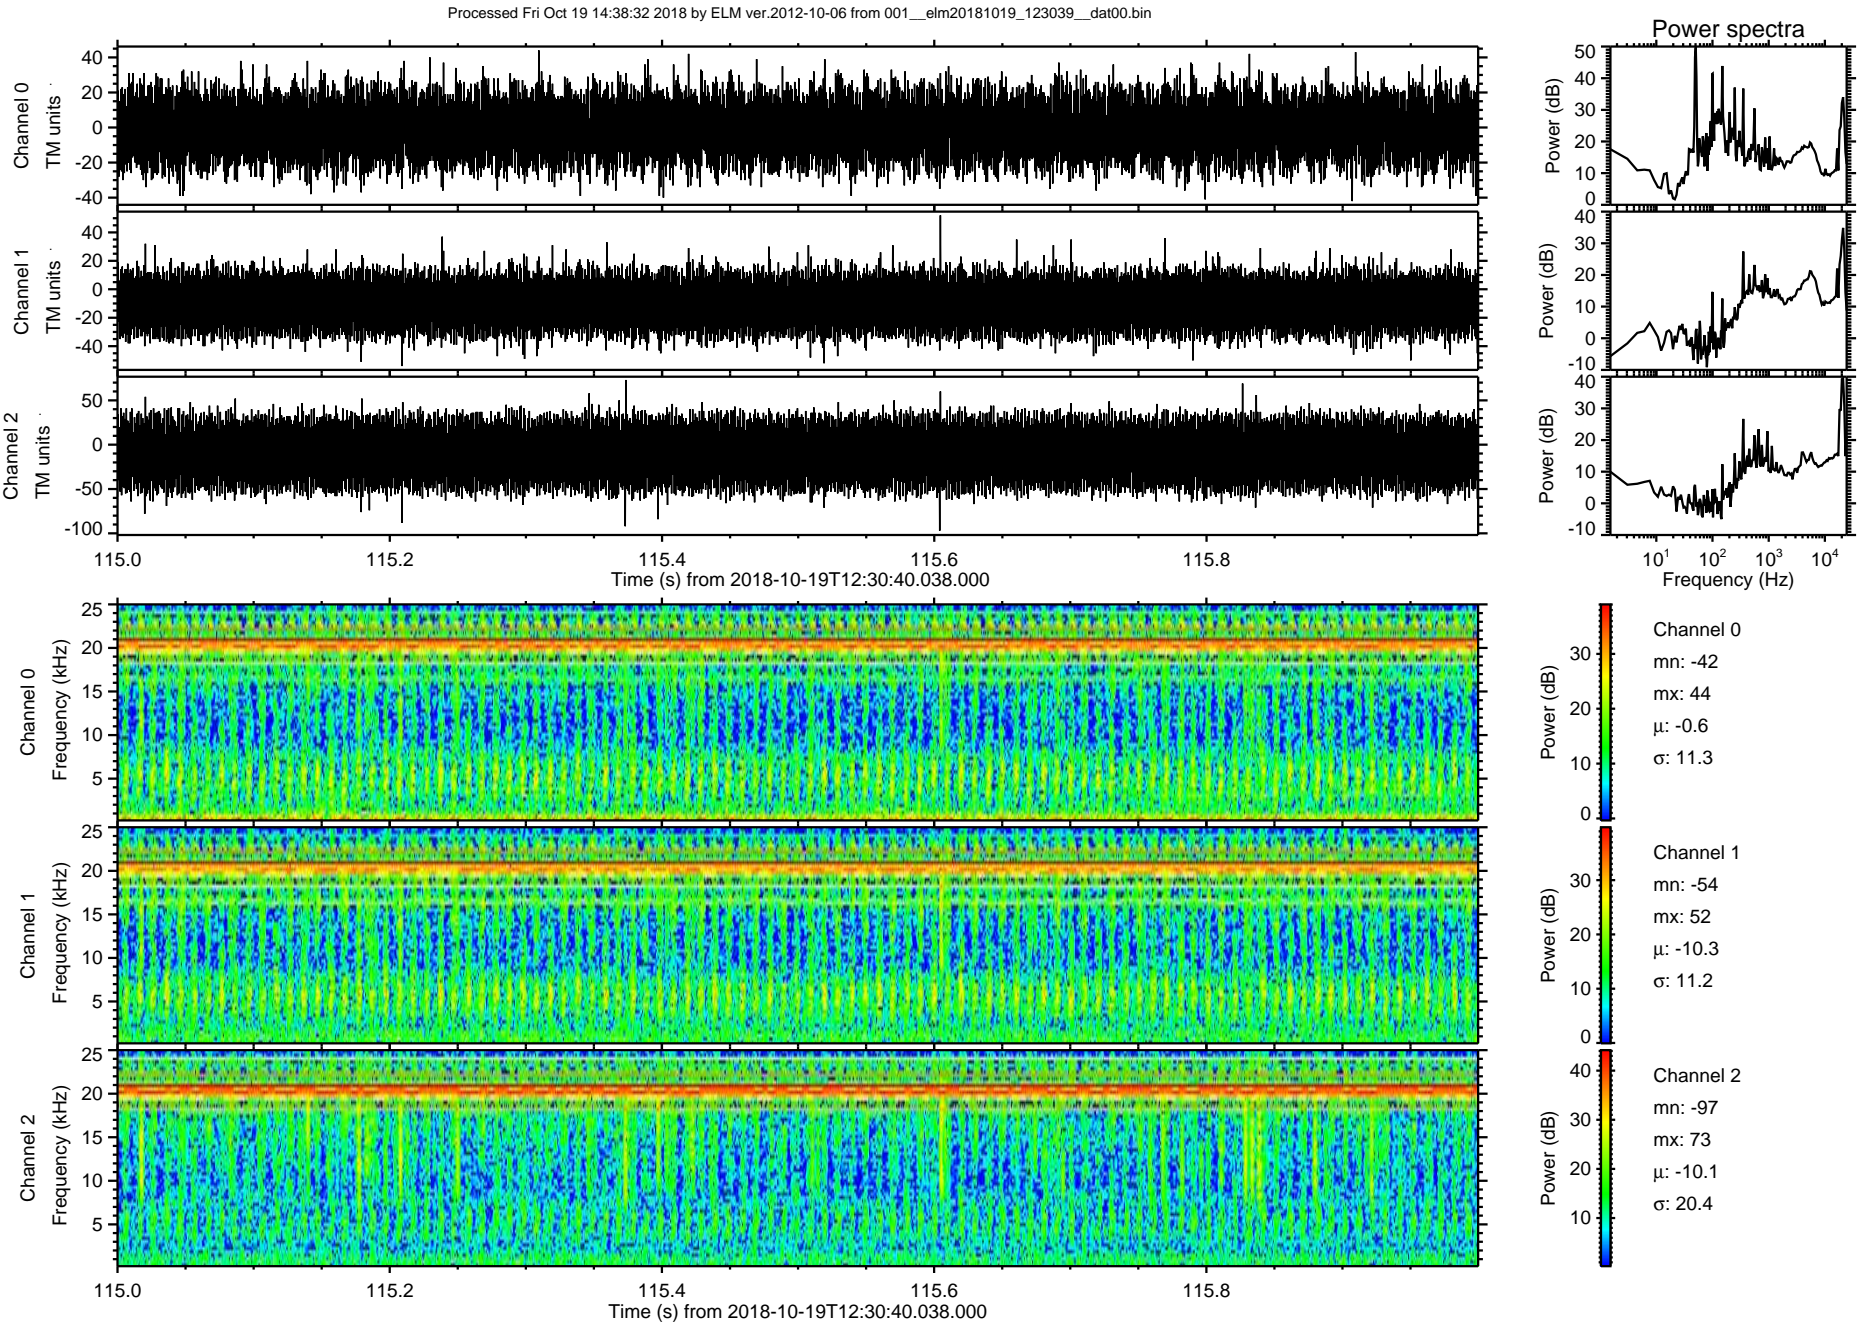 Processed Fri Oct 19 14:38:32 2018 by ELM ver.2012-10-06 from 001__elm20181019_123039__dat00.bin
Power spectra
Channel 0
TM units
40
20
0
-20
-40
Power (dB)
50
40
30
20
10
0
Channel 1
TM units
40
20
0
-20
-40
Power (dB)
40
30
20
10
0
-10
Channel 2
TM units
50
0
-50
-100
Power (dB)
40
30
20
10
0
-10
115.0 115.2 115.4 115.6 115.8
Time (s) from 2018-10-19T12:30:40.038.000
10^1 10^2 10^3 10^4
Frequency (Hz)
Channel 0
Frequency (kHz)
25
20
15
10
5
Power (dB)
30
20
10
0
Channel 0
mn: -42
mx: 44
μ: -0.6
σ: 11.3
Channel 1
Frequency (kHz)
25
20
15
10
5
Power (dB)
30
20
10
0
Channel 1
mn: -54
mx: 52
μ: -10.3
σ: 11.2
Channel 2
Frequency (kHz)
25
20
15
10
5
Power (dB)
40
30
20
10
Channel 2
mn: -97
mx: 73
μ: -10.1
σ: 20.4
115.0 115.2 115.4 115.6 115.8
Time (s) from 2018-10-19T12:30:40.038.000